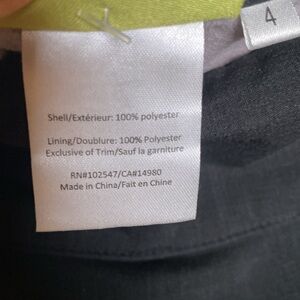 4
Shell/Extérieur: 100% polyester
Lining/Doublure: 100% Polyester
Exclusive of Trim/Sauf la garniture
RN#102547/CA#14980
Made in China/Fait en Chine